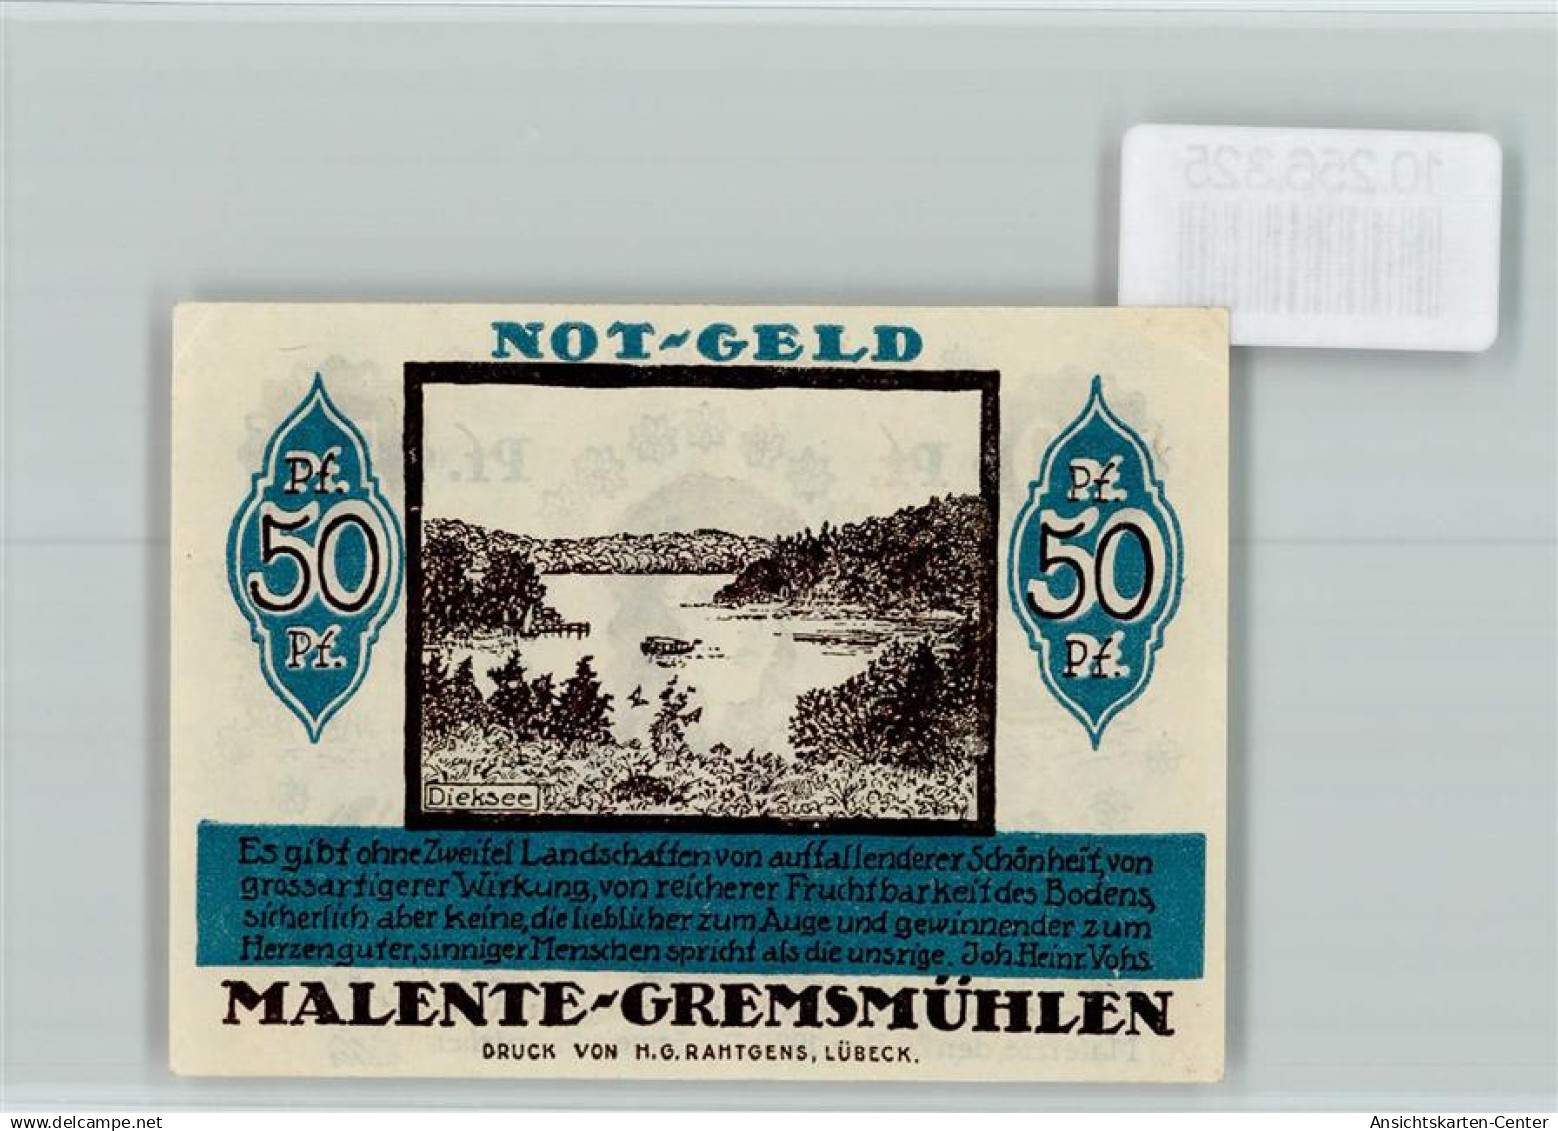 10.256.325
NOT-GELD
Pf.
50
Pf.
Pf.
50
Pf.
Dieksee
Es gibt ohne Zweifel Landschaften von auffallenderer Schönheit, von
grossartigerer Wirkung, von reicherer Fruchtbarkeit des Bodens,
sicherlich aber keine, die lieblicher zum Auge und gewinnender zum
Herzen guter, sinniger Menschen spricht als die unsrige. Joh. Heinr. Vohs.
MALENTE-GREMSMÜHLEN
DRUCK VON H.G. RAHTGENS, LÜBECK.
delcampe.net
Ansichtskarten-Center